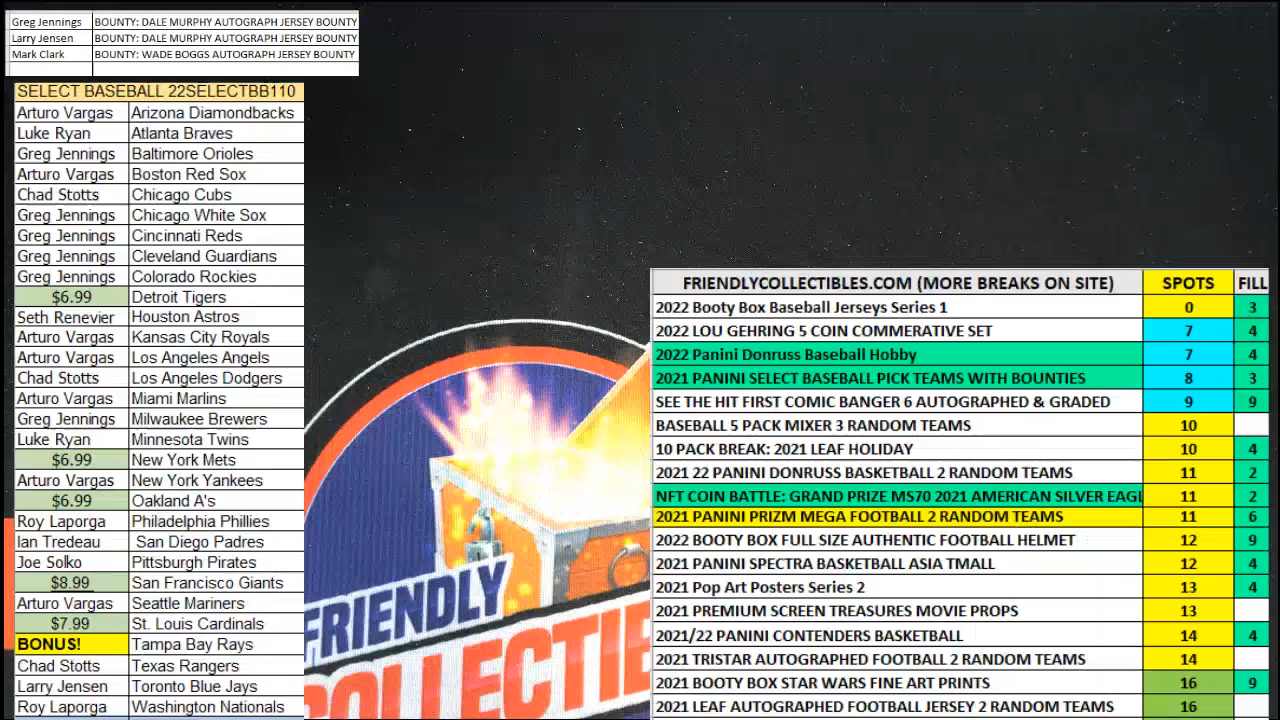 Greg Jennings BOUNTY: DALE MURPHY AUTOGRAPH JERSEY BOUNTY
Larry Jensen BOUNTY: DALE MURPHY AUTOGRAPH JERSEY BOUNTY
Mark Clark BOUNTY: WADE BOGGS AUTOGRAPH JERSEY BOUNTY
SELECT BASEBALL 22SELECTBB110
Arturo Vargas Arizona Diamondbacks
Luke Ryan Atlanta Braves
Greg Jennings Baltimore Orioles
Arturo Vargas Boston Red Sox
Chad Stotts Chicago Cubs
Greg Jennings Chicago White Sox
Greg Jennings Cincinnati Reds
Greg Jennings Cleveland Guardians
Greg Jennings Colorado Rockies
$6.99 Detroit Tigers
Seth Renevier Houston Astros
Arturo Vargas Kansas City Royals
Arturo Vargas Los Angeles Angels
Chad Stotts Los Angeles Dodgers
Arturo Vargas Miami Marlins
Greg Jennings Milwaukee Brewers
Luke Ryan Minnesota Twins
$6.99 New York Mets
Arturo Vargas New York Yankees
$6.99 Oakland A's
Roy Laporga Philadelphia Phillies
Ian Tredeau San Diego Padres
Joe Solko Pittsburgh Pirates
$8.99 San Francisco Giants
Arturo Vargas Seattle Mariners
$7.99 St. Louis Cardinals
BONUS! Tampa Bay Rays
Chad Stotts Texas Rangers
Larry Jensen Toronto Blue Jays
Roy Laporga Washington Nationals
FRIENDLY
COLLECTIB
FRIENDLYCOLLECTIBLES.COM (MORE BREAKS ON SITE) SPOTS FILL
2022 Booty Box Baseball Jerseys Series 1 0 3
2022 LOU GEHRING 5 COIN COMMERATIVE SET 7 4
2022 Panini Donruss Baseball Hobby 7 4
2021 PANINI SELECT BASEBALL PICK TEAMS WITH BOUNTIES 8 3
SEE THE HIT FIRST COMIC BANGER 6 AUTOGRAPHED & GRADED 9 9
BASEBALL 5 PACK MIXER 3 RANDOM TEAMS 10
10 PACK BREAK: 2021 LEAF HOLIDAY 10 4
2021 22 PANINI DONRUSS BASKETBALL 2 RANDOM TEAMS 11 2
NFT COIN BATTLE: GRAND PRIZE MS70 2021 AMERICAN SILVER EAGL 11 2
2021 PANINI PRIZM MEGA FOOTBALL 2 RANDOM TEAMS 11 6
2022 BOOTY BOX FULL SIZE AUTHENTIC FOOTBALL HELMET 12 9
2021 PANINI SPECTRA BASKETBALL ASIA TMALL 12 4
2021 Pop Art Posters Series 2 13 4
2021 PREMIUM SCREEN TREASURES MOVIE PROPS 13
2021/22 PANINI CONTENDERS BASKETBALL 14 4
2021 TRISTAR AUTOGRAPHED FOOTBALL 2 RANDOM TEAMS 14
2021 BOOTY BOX STAR WARS FINE ART PRINTS 16 9
2021 LEAF AUTOGRAPHED FOOTBALL JERSEY 2 RANDOM TEAMS 16